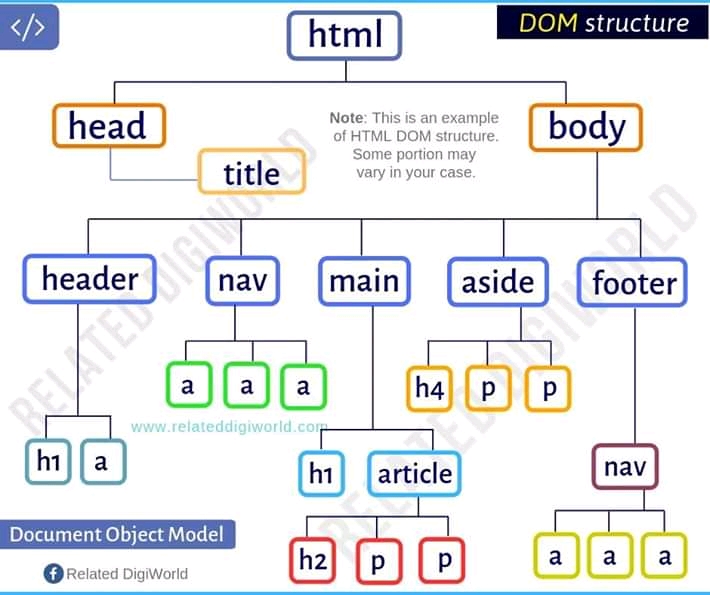 </>
DOM structure
html
head
body
Note: This is an example
of HTML DOM structure.
Some portion may
vary in your case.
title
header
nav
main
aside
footer
a
a
a
h4
p
p
www.relateddigiworld.com
h1
a
h1
article
nav
h2
p
p
a
a
a
Document Object Model
Related DigiWorld
RELATED DIGIWORLD
RELATED DIGIWORLD